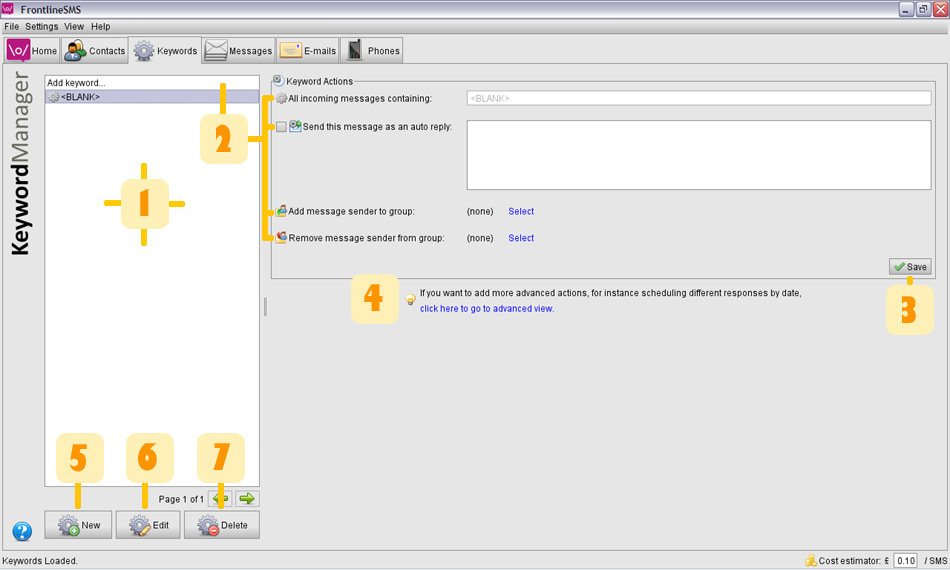 FrontlineSMS
File Settings View Help
\o/ Home Contacts Keywords Messages E-mails Phones
KeywordManager
Add keyword...
<BLANK>
Keyword Actions
All incoming messages containing: <BLANK>
2
Send this message as an auto reply:
1
Add message sender to group: (none) Select
Remove message sender from group: (none) Select
Save
4
If you want to add more advanced actions, for instance scheduling different responses by date,
click here to go to advanced view.
3
5 6 7
Page 1 of 1
New Edit Delete
?
Keywords Loaded.
Cost estimator: £ 0.10 / SMS